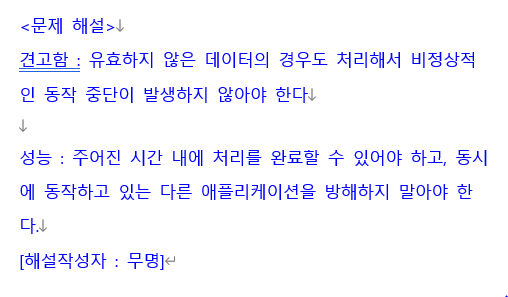 <문제 해설>
견고함 : 유효하지 않은 데이터의 경우도 처리해서 비정상적
인 동작 중단이 발생하지 않아야 한다

성능 : 주어진 시간 내에 처리를 완료할 수 있어야 하고, 동시
에 동작하고 있는 다른 애플리케이션을 방해하지 말아야 한
다.
[해설작성자 : 무명]